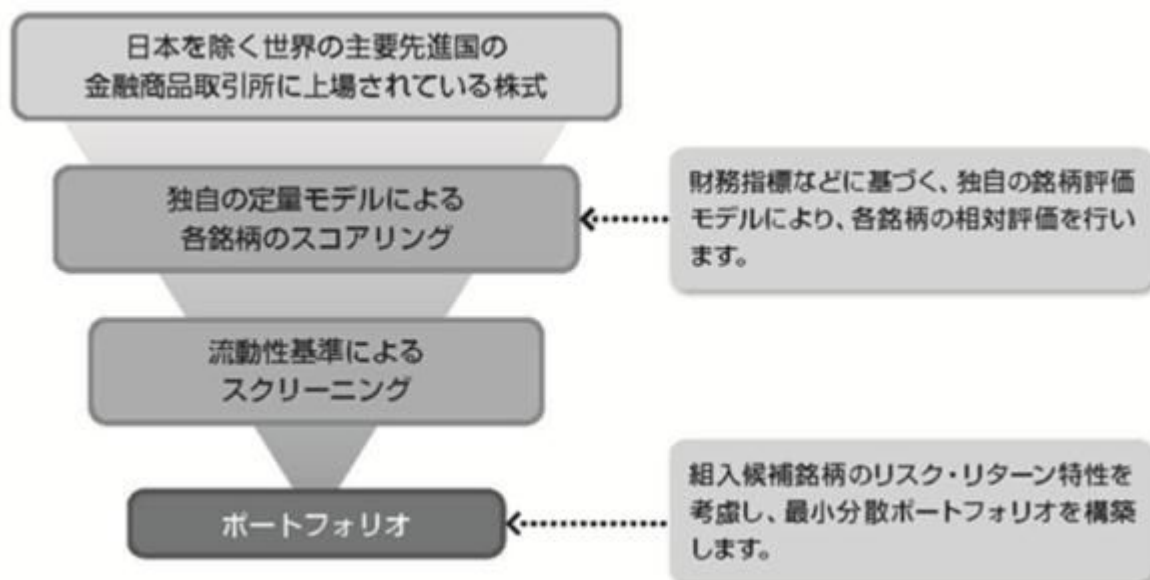 日本を除く世界の主要先進国の
金融商品取引所に上場されている株式
独自の定量モデルによる
各銘柄のスコアリング
財務指標などに基づく、独自の銘柄評価
モデルにより、各銘柄の相対評価を行い
ます。
流動性基準による
スクリーニング
ポートフォリオ
組入候補銘柄のリスク・リターン特性を
考慮し、最小分散ポートフォリオを構築
します。